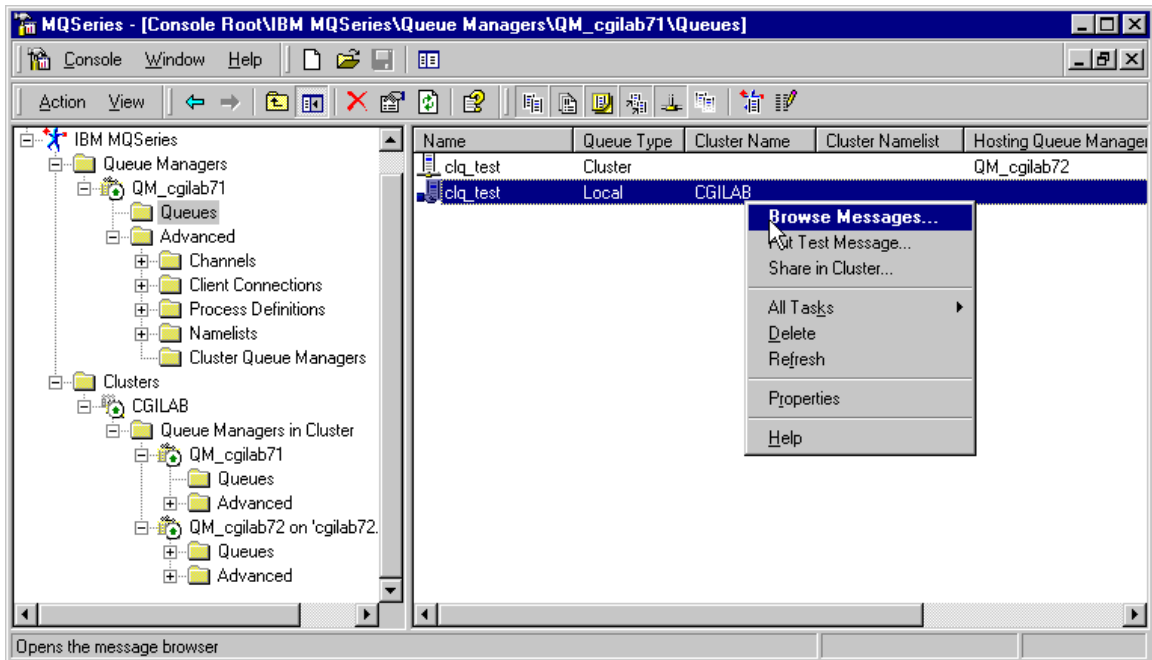 MQSeries - [Console Root\IBM MQSeries\Queue Managers\QM_cgilab71\Queues]
Console Window Help
Action View
IBM MQSeries
Queue Managers
QM_cgilab71
Queues
Advanced
Channels
Client Connections
Process Definitions
Namelists
Cluster Queue Managers
Clusters
CGILAB
Queue Managers in Cluster
QM_cgilab71
Queues
Advanced
QM_cgilab72 on 'cgilab72.
Queues
Advanced
Name Queue Type Cluster Name Cluster Namelist Hosting Queue Manager
clq_test Cluster QM_cgilab72
clq_test Local CGILAB
Browse Messages...
Put Test Message...
Share in Cluster...
All Tasks
Delete
Refresh
Properties
Help
Opens the message browser